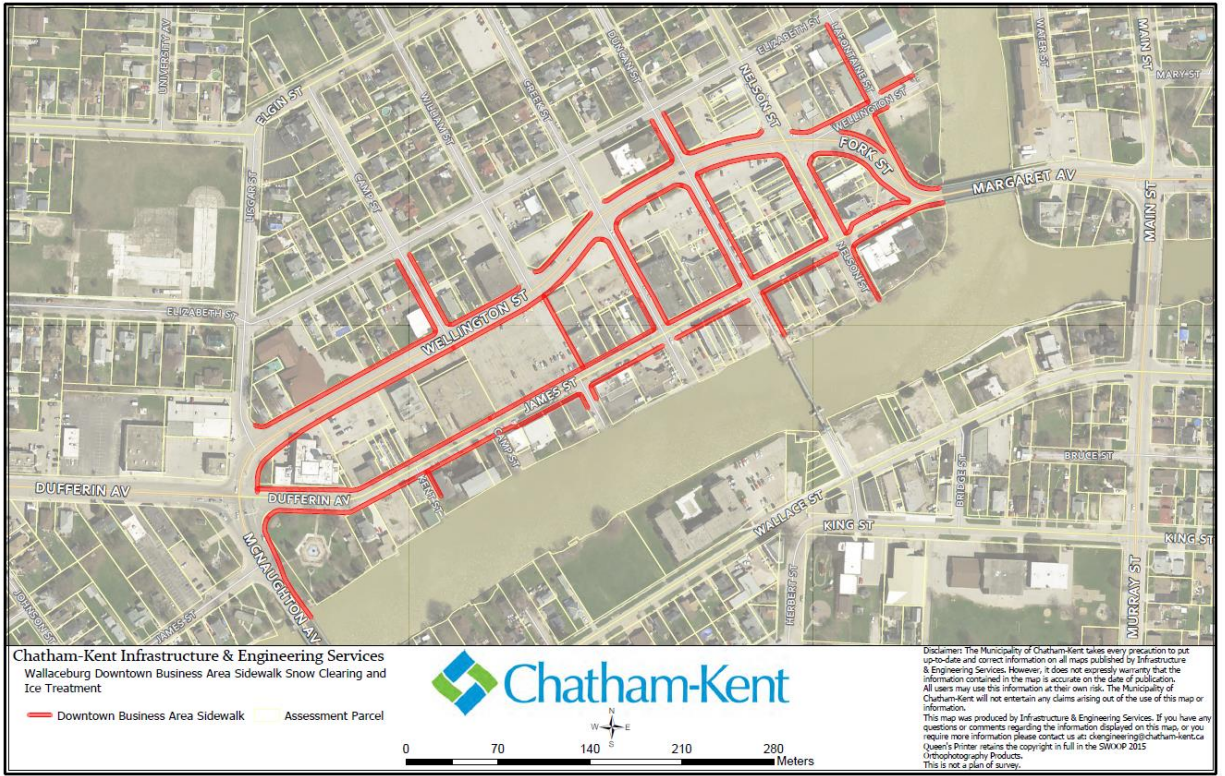 ELIZABETH ST
LAFONTAINE ST
WATER ST
MAIN ST
UNIVERSITY AV
DUNCAN ST
NELSON ST
MARY ST
ELGIN ST
WILLIAM ST
CREEK ST
WELLINGTON ST
FORK ST
LISGAR ST
CAMP ST
MARGARET AV
MAIN ST
NELSON ST
ELIZABETH ST
WELLINGTON ST
JAMES ST
CAMP ST
BRUCE ST
KENT ST
DUFFERIN AV
DUFFERIN AV
BRIDGE ST
WALLACE ST
KING ST
KING ST
MCNAUGHTON AV
HERBERT ST
MURRAY ST
JOHNSON ST
JAMES ST
Chatham-Kent Infrastructure & Engineering Services
Wallaceburg Downtown Business Area Sidewalk Snow Clearing and
Ice Treatment
Downtown Business Area Sidewalk
Assessment Parcel
Chatham-Kent
N
W E
S
0 70 140 210 280
Meters
Disclaimer: The Municipality of Chatham-Kent takes every precaution to put
up-to-date and correct information on all maps published by Infrastructure
& Engineering Services. However, it does not expressly warranty that the
information contained in the map is accurate on the date of publication.
All users may use this information at their own risk. The Municipality of
Chatham-Kent will not entertain any claims arising out of the use of this map or
information.
This map was produced by Infrastructure & Engineering Services. If you have any
questions or comments regarding the information displayed on this map, or you
require more information please contact us at: ckengineering@chatham-kent.ca
Queen's Printer retains the copyright in full in the SWOOP 2015
Orthophotography Products.
This is not a plan of survey.